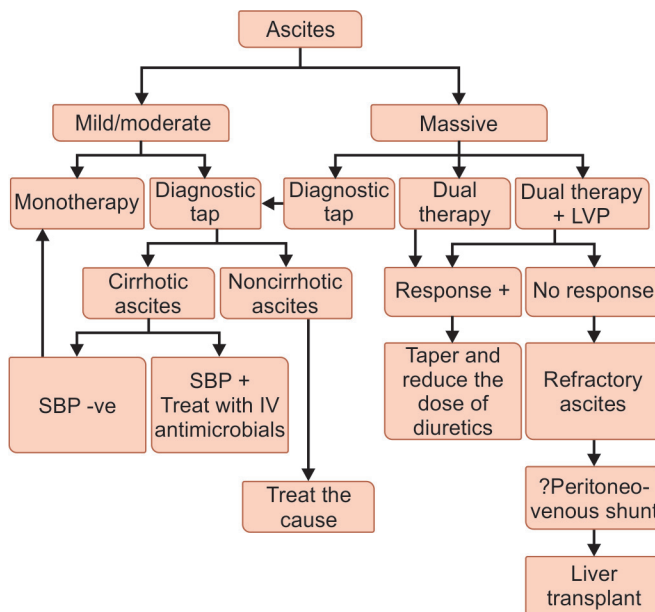 Ascites
Mild/moderate
Massive
Monotherapy
Diagnostic
tap
Diagnostic
tap
Dual
therapy
Dual therapy
+ LVP
Cirrhotic
ascites
Noncirrhotic
ascites
Response +
No response
SBP -ve
SBP +
Treat with IV
antimicrobials
Taper and
reduce the
dose of
diuretics
Refractory
ascites
Treat the
cause
?Peritoneo-
venous shunt
Liver
transplant